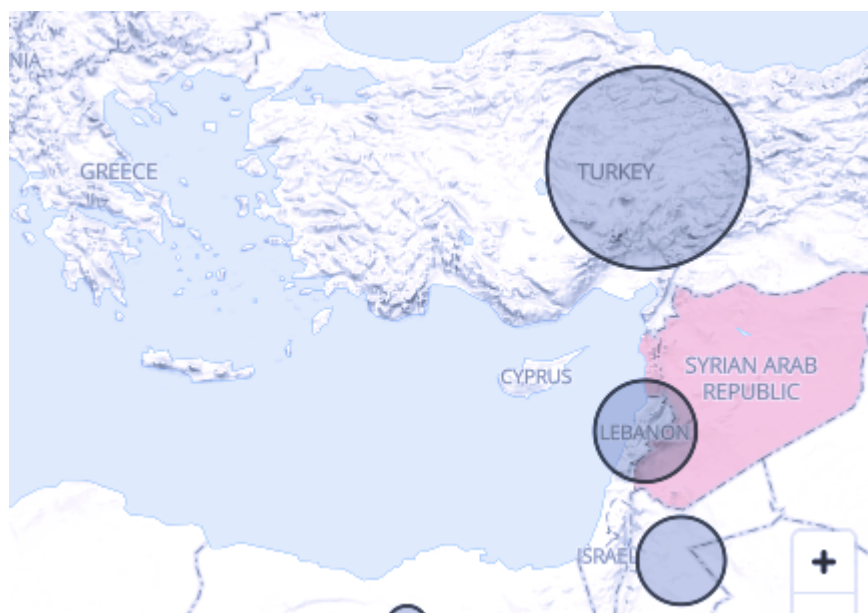 NIA
GREECE
TURKEY
CYPRUS
SYRIAN ARAB
REPUBLIC
LEBANON
ISRAEL
+